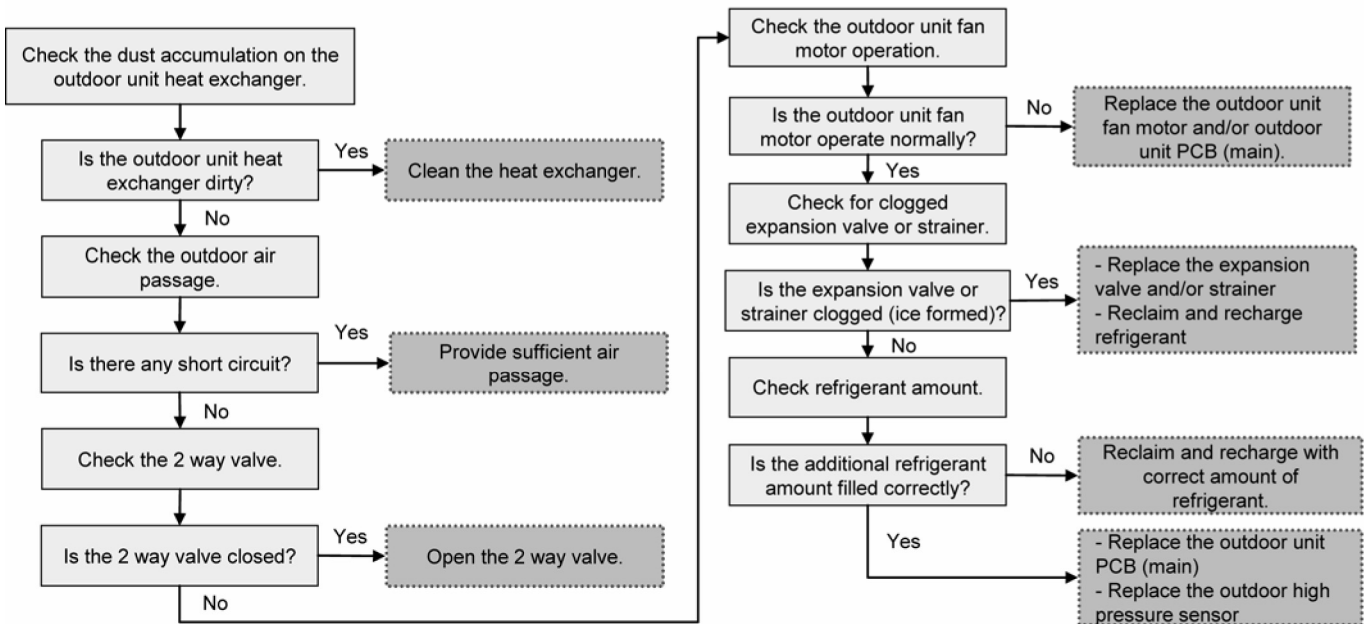 Check the dust accumulation on the
outdoor unit heat exchanger.
Is the outdoor unit heat
exchanger dirty?
Yes
Clean the heat exchanger.
No
Check the outdoor air
passage.
Is there any short circuit?
Yes
Provide sufficient air
passage.
No
Check the 2 way valve.
Is the 2 way valve closed?
Yes
Open the 2 way valve.
No
Check the outdoor unit fan
motor operation.
Is the outdoor unit fan
motor operate normally?
No
Replace the outdoor unit
fan motor and/or outdoor
unit PCB (main).
Yes
Check for clogged
expansion valve or strainer.
Is the expansion valve or
strainer clogged (ice formed)?
Yes
- Replace the expansion
valve and/or strainer
- Reclaim and recharge
refrigerant
No
Check refrigerant amount.
Is the additional refrigerant
amount filled correctly?
No
Reclaim and recharge with
correct amount of
refrigerant.
Yes
- Replace the outdoor unit
PCB (main)
- Replace the outdoor high
pressure sensor